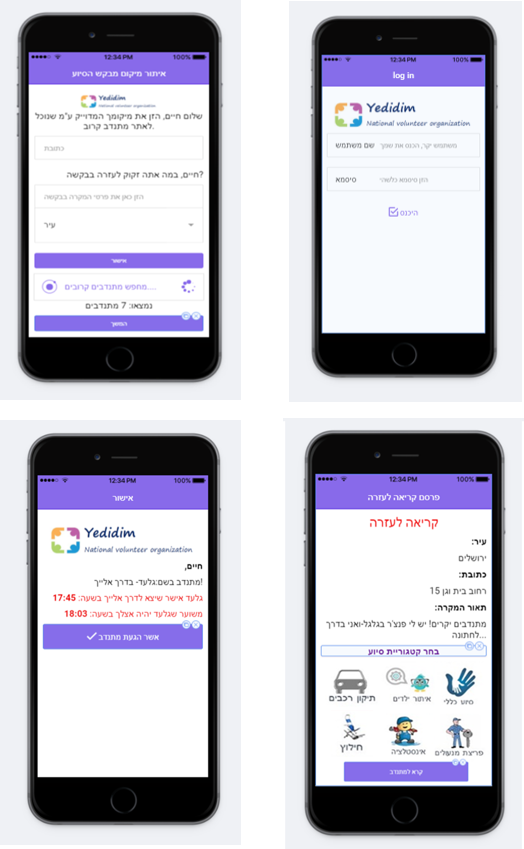 12:34 PM
100%
איתור מיקום מבקש הסיוע
Yedidim
National volunteer organization
שלום חיים, הזן את מיקומך המדוייק ע"מ שנוכל
לאתר מתנדב קרוב.
כתובת
חיים, במה אתה זקוק לעזרה בבקשה?
הזן כאן את פרטי המקרה בבקשה
עיר
אישור
מחפש מתנדבים קרובים....
נמצאו: 7 מתנדבים
המשך
12:34 PM
100%
log in
Yedidim
National volunteer organization
שם משתמש
משתמש יקר, הכנס את שמך
סיסמא
הזן סיסמא כלשהי
היכנס
12:34 PM
100%
אישור
Yedidim
National volunteer organization
חיים,
מתנדב בשם:גלעד- בדרך אלייך!
גלעד אישר שיצא לדרך אלייך בשעה: 17:45
משוער שגלעד יהיה אצלך בשעה: 18:03
אשר הגעת מתנדב
12:34 PM
100%
פרסם קריאה לעזרה
קריאה לעזרה
עיר:
ירושלים
כתובת:
רחוב בית וגן 15
תאור המקרה:
מתנדבים יקרים! יש לי פנצ'ר בגלגל-ואני בדרך
לחתונה...
בחר קטגוריית סיוע
סיוע כללי
איתור ילדים
תיקון רכבים
פריצת מנעולים
אינסטלציה
חילוץ
קרא למתנדב